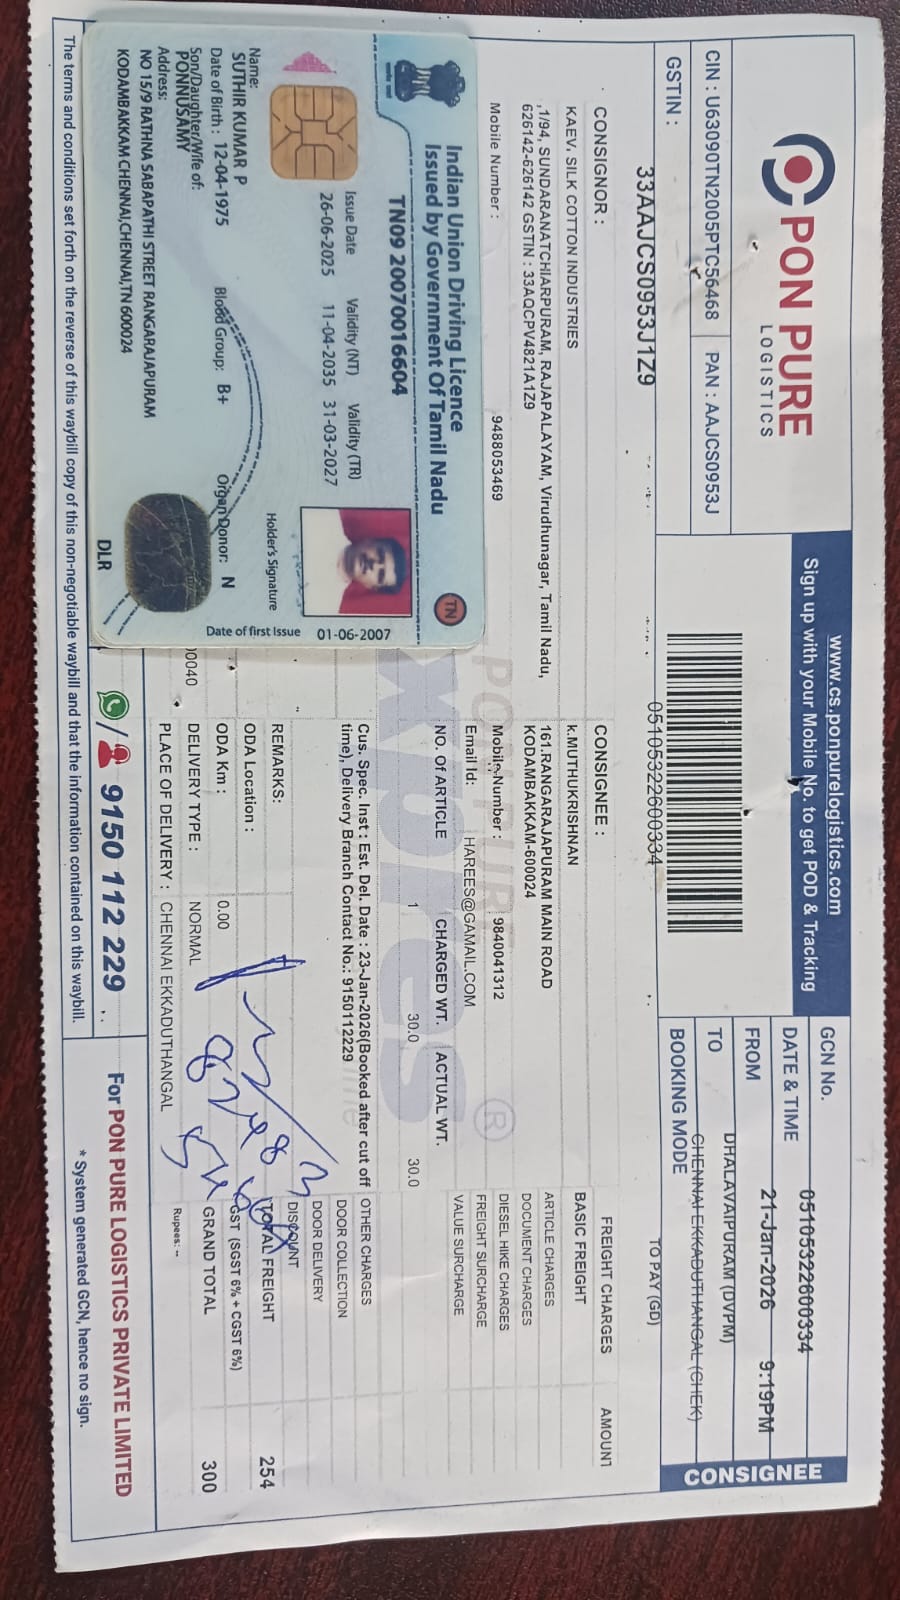 PON PURE
LOGISTICS
CIN : U63090TN2005PTC56468
PAN : AAJCS0953J
GSTIN :
33AAJCS0953J1Z9
www.cs.ponpurelogistics.com
Sign up with your Mobile No. to get POD & Tracking
05105322600334
GCN No.
05105322600334
DATE & TIME
21-Jan-2026 9:19PM
FROM
DHALAVAIPURAM (DVPM)
TO
CHENNAI EKKADUTHANGAL (CHEK)
BOOKING MODE
TO PAY (GD)
CONSIGNEE
CONSIGNOR :
KAEV. SILK COTTON INDUSTRIES
,1/94, SUNDARANATCHIARPURAM, RAJAPALAYAM, Virudhunagar, Tamil Nadu,
626142-626142 GSTIN : 33AQCPV4821A1Z9
Mobile Number : 9488053469
CONSIGNEE :
k.MUTHUKRISHNAN
161.RANGARAJAPURAM MAIN ROAD
KODAMBAKKAM-600024
Mobile Number : 9840041312
Email Id: HAREES@GAMAIL.COM
NO. Of ARTICLE CHARGED WT. ACTUAL WT.
1 30.0 30.0
Cus. Spec. Inst : Est. Del. Date : 23-Jan-2026(Booked after cut off
time), Delivery Branch Contact No.: 9150112229
REMARKS:
ODA Location :
ODA Km : 0.00
DELIVERY TYPE : NORMAL
PLACE OF DELIVERY : CHENNAI EKKADUTHANGAL
FREIGHT CHARGES AMOUNT
BASIC FREIGHT
ARTICLE CHARGES
DOCUMENT CHARGES
DIESEL HIKE CHARGES
FREIGHT SURCHARGE
VALUE SURCHARGE
OTHER CHARGES
DOOR COLLECTION
DOOR DELIVERY
DISCOUNT
TOTAL FREIGHT 254
GST (SGST 6% + CGST 6%)
GRAND TOTAL 300
Rupees: --
PON PURE
xpres
®
Indian Union Driving Licence
Issued by Government Of Tamil Nadu
TN09 20070016604
TN
Issue Date Validity (NT) Validity (TR)
26-06-2025 11-04-2035 31-03-2027
Name:
SUTHIR KUMAR P
Date of Birth : 12-04-1975 Blood Group: B+ Organ Donor: N
Son/Daughter/Wife of:
PONNUSAMY
Address:
NO 15/9 RATHNA SABAPATHI STREET RANGARAJAPURAM
KODAMBAKKAM CHENNAI,CHENNAI,TN 600024
Holder's Signature
Date of first Issue 01-06-2007
DLR
9150 112 229
For PON PURE LOGISTICS PRIVATE LIMITED
The terms and conditions set forth on the reverse of this waybill copy of this non-negotiable waybill and that the information contained on this waybill.
* System generated GCN, hence no sign.